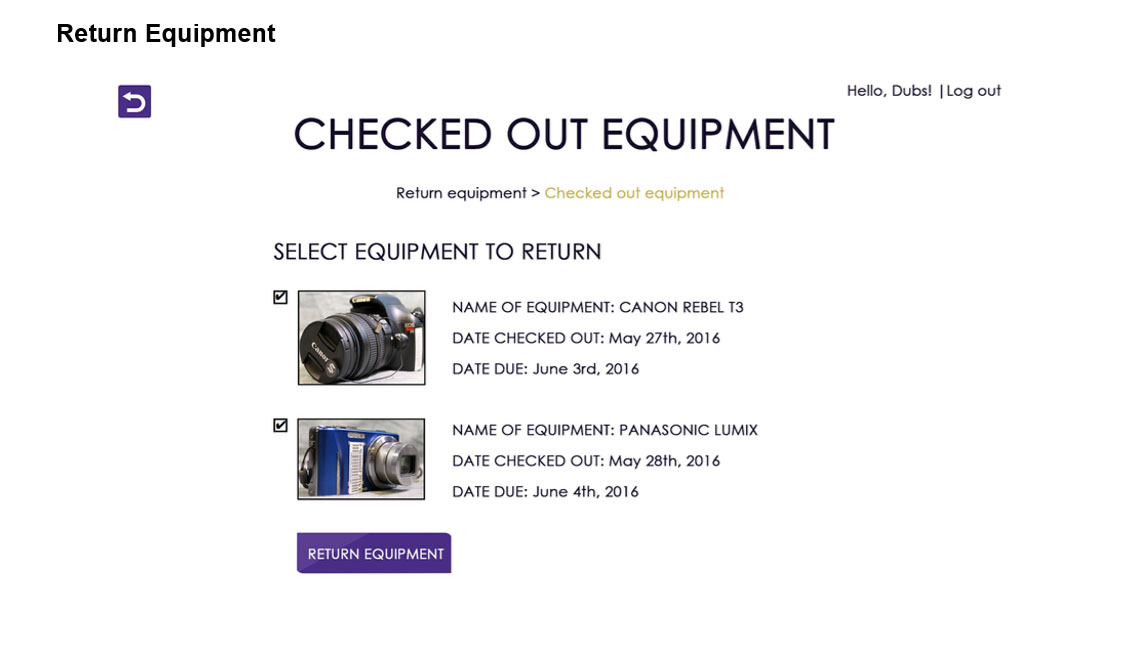 Return Equipment
Hello, Dubs! |Log out
CHECKED OUT EQUIPMENT
Return equipment > Checked out equipment
SELECT EQUIPMENT TO RETURN
Canon
NAME OF EQUIPMENT: CANON REBEL T3
DATE CHECKED OUT: May 27th, 2016
DATE DUE: June 3rd, 2016
NAME OF EQUIPMENT: PANASONIC LUMIX
DATE CHECKED OUT: May 28th, 2016
DATE DUE: June 4th, 2016
RETURN EQUIPMENT